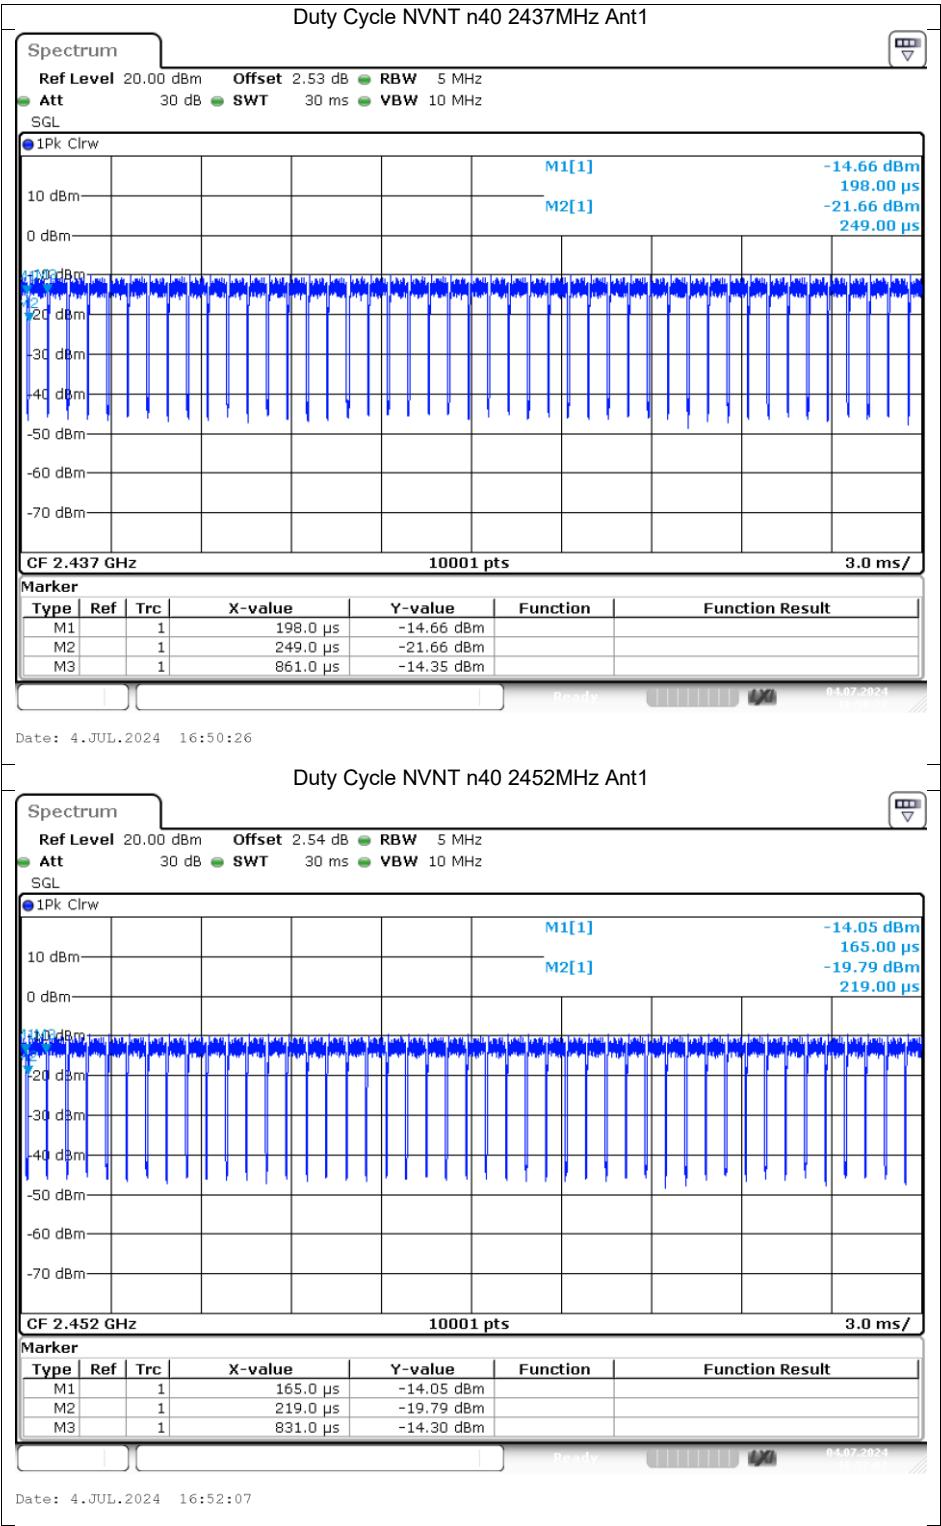 Duty Cycle NVNT n40 2437MHz Ant1
Spectrum
Ref Level 20.00 dBm Offset 2.53 dB RBW 5 MHz
Att 30 dB SWT 30 ms VBW 10 MHz
SGL
1Pk Clrw
M1[1] -14.66 dBm
198.00 µs
10 dBm
M2[1] -21.66 dBm
249.00 µs
0 dBm
-20 dBm
-30 dBm
-40 dBm
-50 dBm
-60 dBm
-70 dBm
CF 2.437 GHz 10001 pts 3.0 ms/
Marker
Type Ref Trc X-value Y-value Function Function Result
M1 1 198.0 µs -14.66 dBm
M2 1 249.0 µs -21.66 dBm
M3 1 861.0 µs -14.35 dBm
Ready LXI 04.07.2024
Date: 4.JUL.2024 16:50:26
Duty Cycle NVNT n40 2452MHz Ant1
Spectrum
Ref Level 20.00 dBm Offset 2.54 dB RBW 5 MHz
Att 30 dB SWT 30 ms VBW 10 MHz
SGL
1Pk Clrw
M1[1] -14.05 dBm
165.00 µs
10 dBm
M2[1] -19.79 dBm
219.00 µs
0 dBm
-20 dBm
-30 dBm
-40 dBm
-50 dBm
-60 dBm
-70 dBm
CF 2.452 GHz 10001 pts 3.0 ms/
Marker
Type Ref Trc X-value Y-value Function Function Result
M1 1 165.0 µs -14.05 dBm
M2 1 219.0 µs -19.79 dBm
M3 1 831.0 µs -14.30 dBm
Ready LXI 04.07.2024
Date: 4.JUL.2024 16:52:07